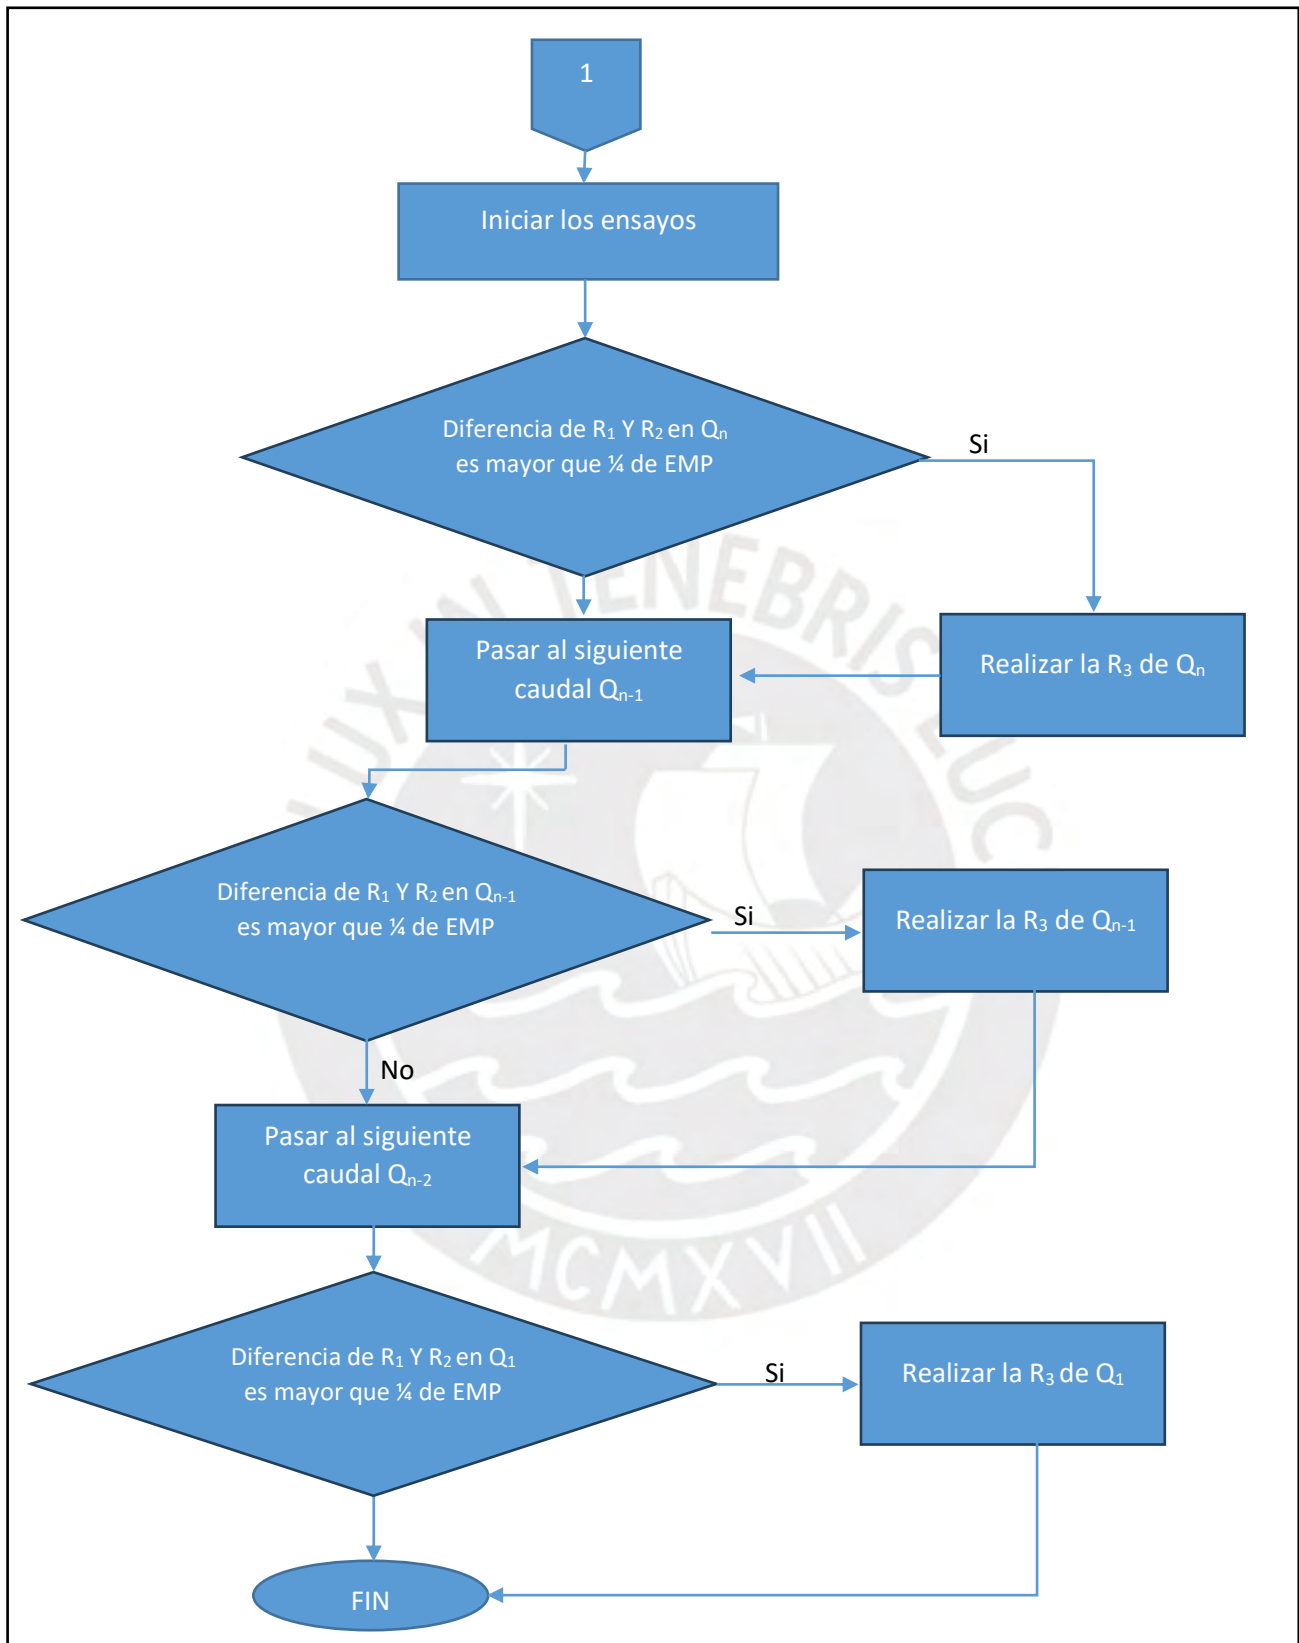 1
Iniciar los ensayos
Diferencia de R₁ Y R₂ en Qₙ
es mayor que ¼ de EMP
Si
Pasar al siguiente
caudal Qₙ₋₁
Realizar la R₃ de Qₙ
Diferencia de R₁ Y R₂ en Qₙ₋₁
es mayor que ¼ de EMP
Si
Realizar la R₃ de Qₙ₋₁
No
Pasar al siguiente
caudal Qₙ₋₂
Diferencia de R₁ Y R₂ en Q₁
es mayor que ¼ de EMP
Si
Realizar la R₃ de Q₁
FIN
MCMXVII